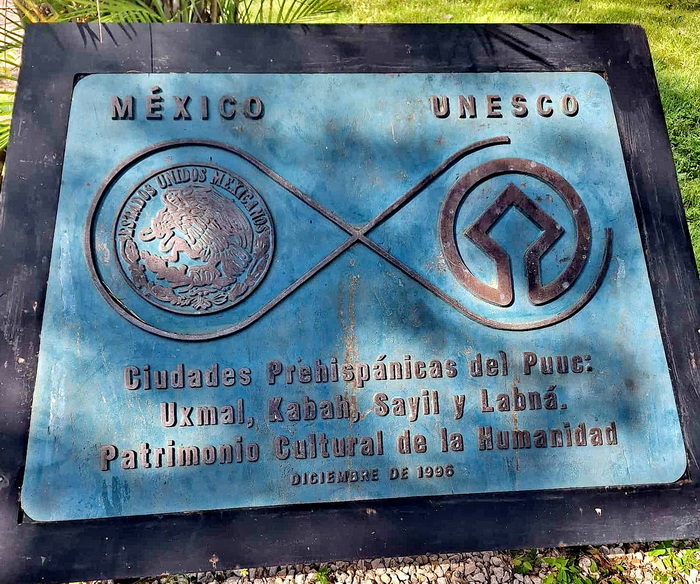 MÉXICO UNESCO
ESTADOS UNIDOS MEXICANOS
Ciudades Prehispánicas del Puuc:
Uxmal, Kabah, Sayil y Labná.
Patrimonio Cultural de la Humanidad
DICIEMBRE DE 1996